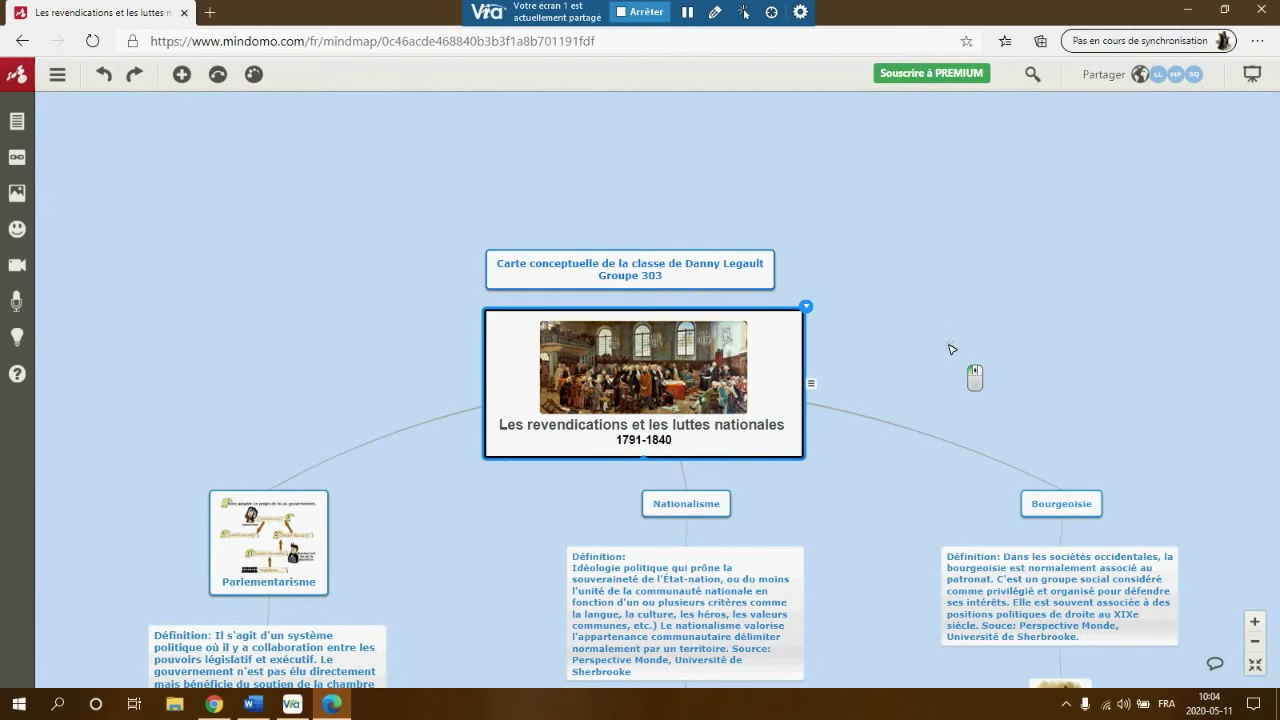 Les revendications et les luttes n
Via
Votre écran 1 est
actuellement partagé
Arrêter
https://www.mindomo.com/fr/mindmap/0c46acde468840b3b3f1a8b701191fdf
Pas en cours de synchronisation
Souscrire à PREMIUM
Partager
LL
MP
SG
Carte conceptuelle de la classe de Danny Legault
Groupe 303
Les revendications et les luttes nationales
1791-1840
Parlementarisme
Nationalisme
Bourgeoisie
Définition: Il s'agit d'un système
politique où il y a collaboration entre les
pouvoirs législatif et exécutif. Le
gouvernement n'est pas élu directement
mais bénéficie du soutien de la chambre
Définition:
Idéologie politique qui prône la
souveraineté de l'État-nation, ou du moins
l'unité de la communauté nationale en
fonction d'un ou plusieurs critères comme
la langue, la culture, les héros, les valeurs
communes, etc.) Le nationalisme valorise
l'appartenance communautaire délimiter
normalement par un territoire. Source:
Perspective Monde, Université de
Sherbrooke
Définition: Dans les sociétés occidentales, la
bourgeoisie est normalement associé au
patronat. C'est un groupe social considéré
comme privilégié et organisé pour défendre
ses intérêts. Elle est souvent associée à des
positions politiques de droite au XIXe
siècle. Souce: Perspective Monde,
Université de Sherbrooke.
FRA
10:04
2020-05-11